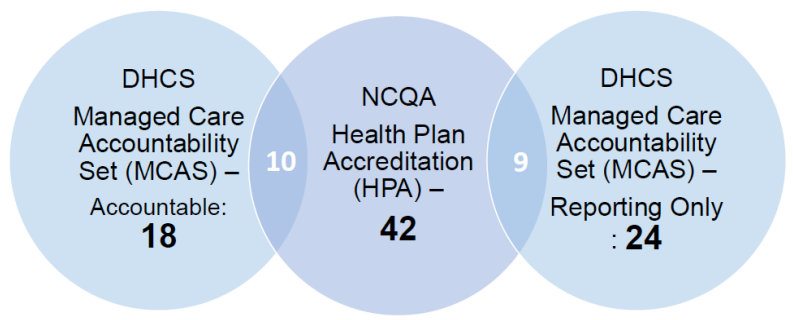 DHCS
Managed Care
Accountability
Set (MCAS) –
Accountable:
18
10
NCQA
Health Plan
Accreditation
(HPA) –
42
9
DHCS
Managed Care
Accountability
Set (MCAS) –
Reporting Only
: 24